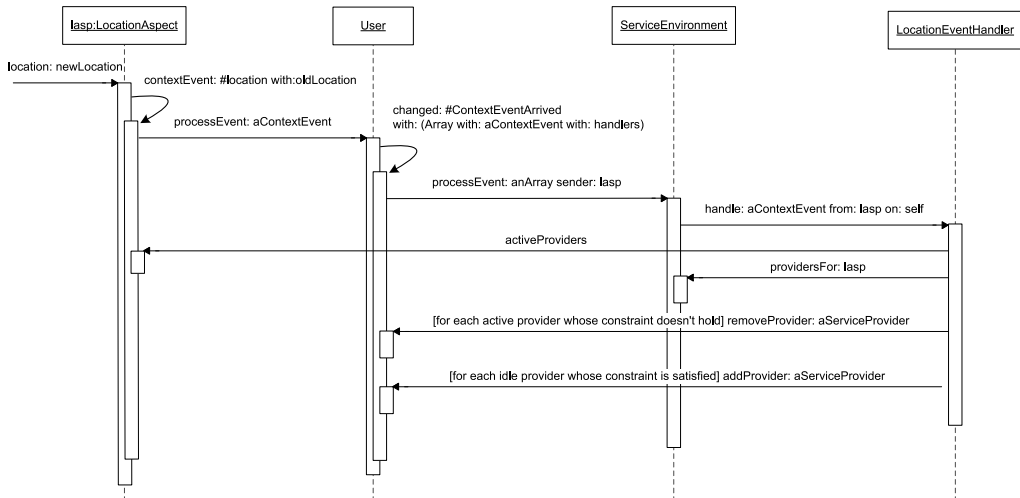 lasp:LocationAspect
User
ServiceEnvironment
LocationEventHandler
location: newLocation
contextEvent: #location with:oldLocation
processEvent: aContextEvent
changed: #ContextEventArrived
with: (Array with: aContextEvent with: handlers)
processEvent: anArray sender: lasp
handle: aContextEvent from: lasp on: self
activeProviders
providersFor: lasp
[for each active provider whose constraint doesn't hold] removeProvider: aServiceProvider
[for each idle provider whose constraint is satisfied] addProvider: aServiceProvider